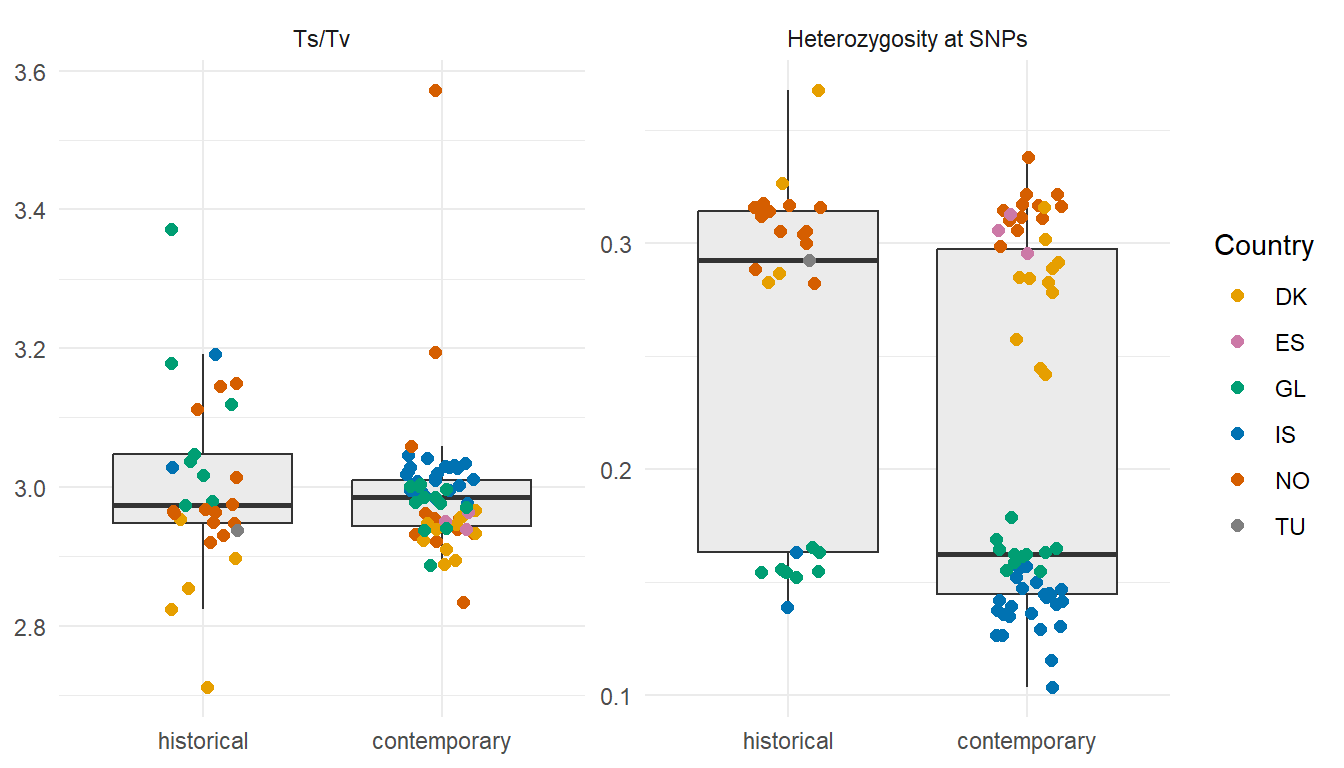 Ts/Tv
Heterozygosity at SNPs
3.6
3.4
3.2
3.0
2.8
0.3
0.2
0.1
historical
contemporary
historical
contemporary
Country
DK
ES
GL
IS
NO
TU